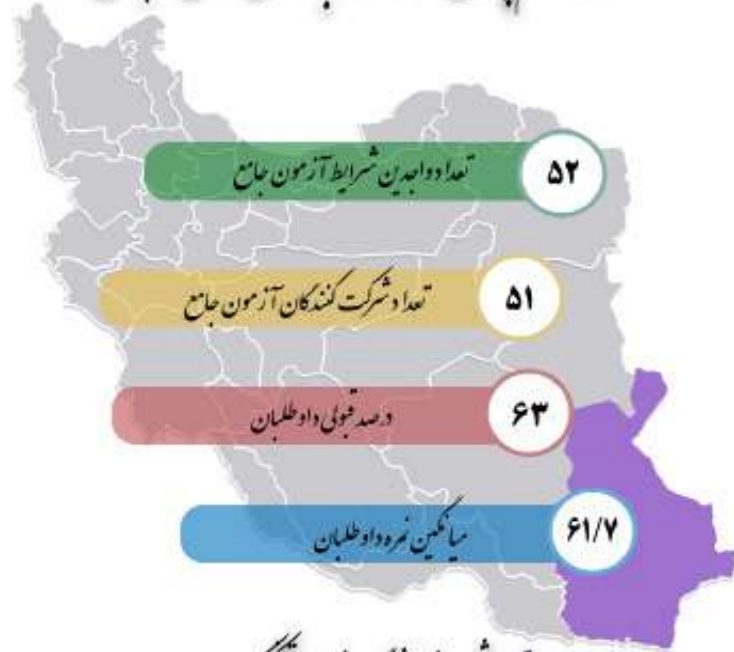 ۵۲ تعداد واجدین شرایط آزمون جامع
۵۱ تعداد شرکت کنندگان آزمون جامع
۶۳ درصد قبولی داوطلبان
۶۱/۷ میانگین نمره داوطلبان